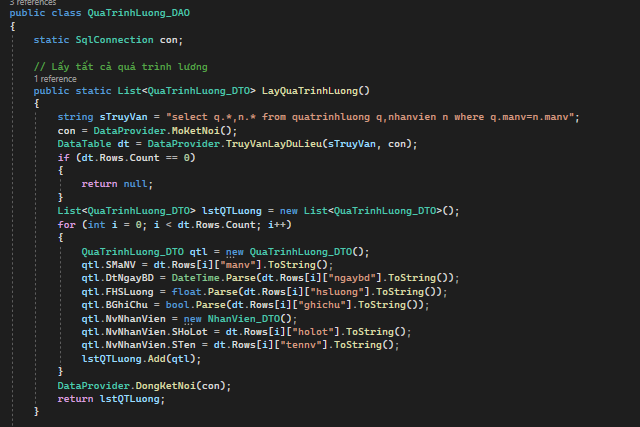 3 references
public class QuaTrinhLuong_DAO
{
static SqlConnection con;
// Lấy tất cả quá trình lương
1 reference
public static List<QuaTrinhLuong_DTO> LayQuaTrinhLuong()
{
string sTruyVan = "select q.*,n.* from quatrinhluong q,nhanvien n where q.manv=n.manv";
con = DataProvider.MoKetNoi();
DataTable dt = DataProvider.TruyVanLayDuLieu(sTruyVan, con);
if (dt.Rows.Count == 0)
{
return null;
}
List<QuaTrinhLuong_DTO> lstQTLuong = new List<QuaTrinhLuong_DTO>();
for (int i = 0; i < dt.Rows.Count; i++)
{
QuaTrinhLuong_DTO qtl = new QuaTrinhLuong_DTO();
qtl.SMaNV = dt.Rows[i]["manv"].ToString();
qtl.DtNgayBD = DateTime.Parse(dt.Rows[i]["ngaybd"].ToString());
qtl.FHSLuong = float.Parse(dt.Rows[i]["hsluong"].ToString());
qtl.BGhiChu = bool.Parse(dt.Rows[i]["ghichu"].ToString());
qtl.NvNhanVien = new NhanVien_DTO();
qtl.NvNhanVien.SHoLot = dt.Rows[i]["holot"].ToString();
qtl.NvNhanVien.STen = dt.Rows[i]["tennv"].ToString();
lstQTLuong.Add(qtl);
}
DataProvider.DongKetNoi(con);
return lstQTLuong;
}